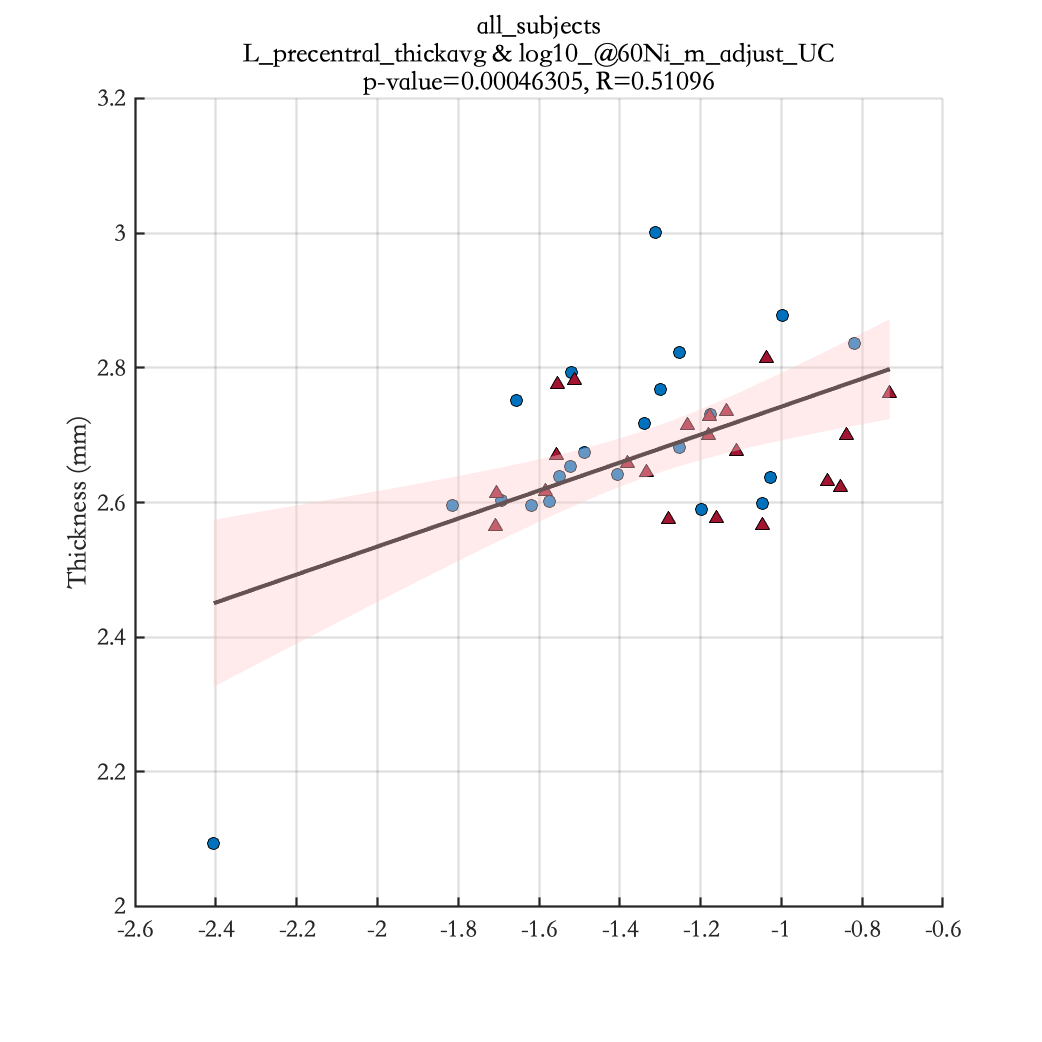 all_subjects
L_precentral_thickavg & log10_@60Ni_m_adjust_UC
p-value=0.00046305, R=0.51096
3.2
3
2.8
2.6
2.4
2.2
2
Thickness (mm)
-2.6 -2.4 -2.2 -2 -1.8 -1.6 -1.4 -1.2 -1 -0.8 -0.6